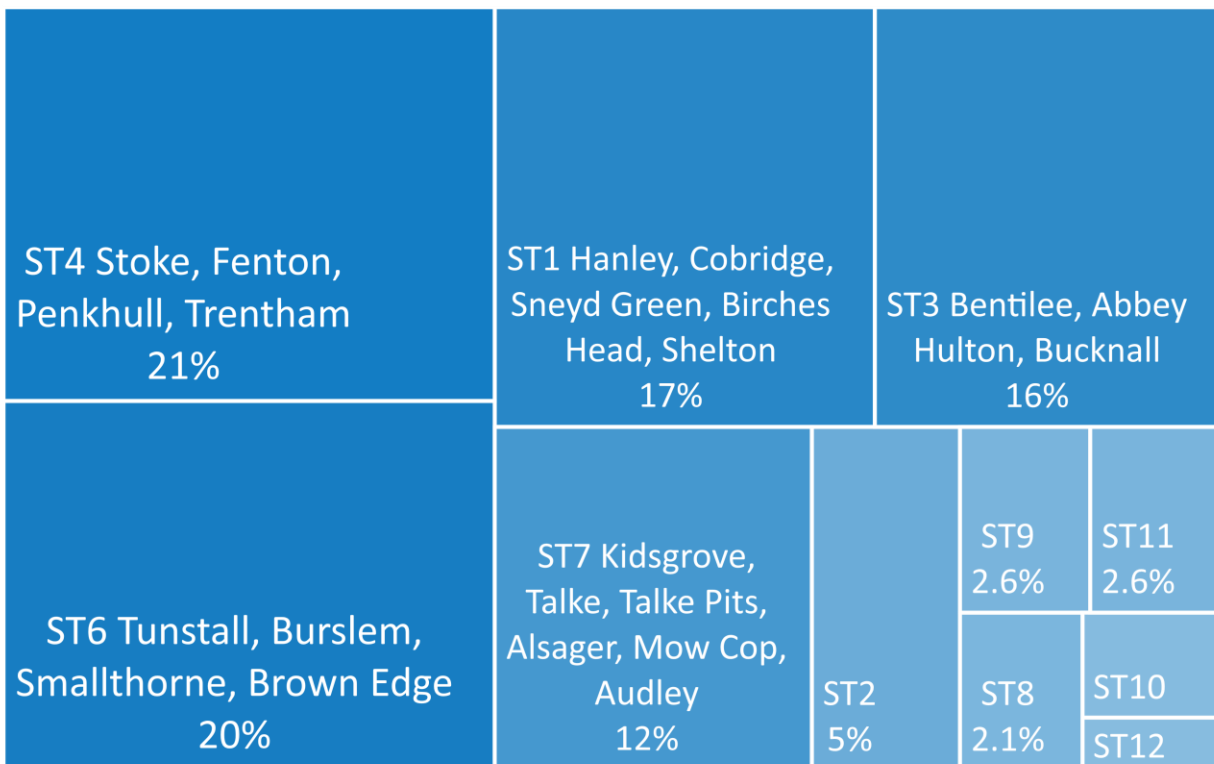 ST4 Stoke, Fenton,
Penkhull, Trentham
21%
ST6 Tunstall, Burslem,
Smallthorne, Brown Edge
20%
ST1 Hanley, Cobridge,
Sneyd Green, Birches
Head, Shelton
17%
ST3 Bentilee, Abbey
Hulton, Bucknall
16%
ST7 Kidsgrove,
Talke, Talke Pits,
Alsager, Mow Cop,
Audley
12%
ST2
5%
ST9
2.6%
ST11
2.6%
ST8
2.1%
ST10
ST12